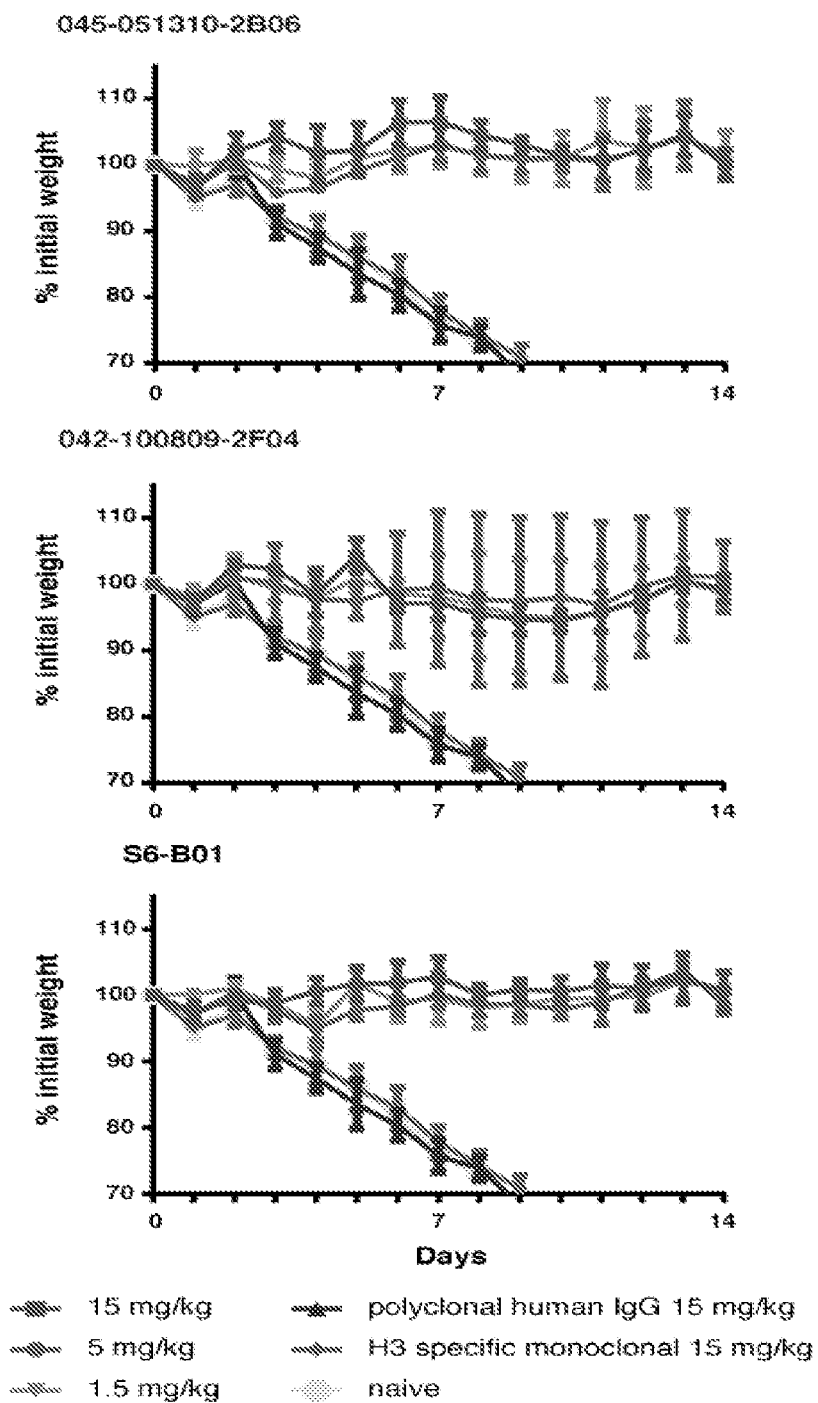 045-051310-2B06
110
100
90
80
70
% initial weight
0 7 14
042-100809-2F04
110
100
90
80
70
% initial weight
0 7 14
S6-B01
110
100
90
80
70
% initial weight
0 7 14
Days
15 mg/kg polyclonal human IgG 15 mg/kg
5 mg/kg H3 specific monoclonal 15 mg/kg
1.5 mg/kg naive